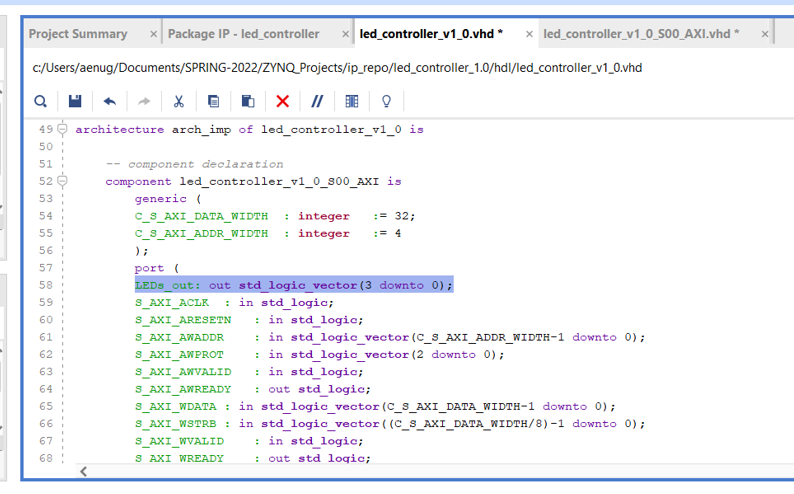 Project Summary × Package IP - led_controller × led_controller_v1_0.vhd * × led_controller_v1_0_S00_AXI.vhd * ×
c:/Users/aenug/Documents/SPRING-2022/ZYNQ_Projects/ip_repo/led_controller_1.0/hdl/led_controller_v1_0.vhd
49 architecture arch_imp of led_controller_v1_0 is
50
51 -- component declaration
52 component led_controller_v1_0_S00_AXI is
53 generic (
54 C_S_AXI_DATA_WIDTH : integer := 32;
55 C_S_AXI_ADDR_WIDTH : integer := 4
56 );
57 port (
58 LEDs_out: out std_logic_vector(3 downto 0);
59 S_AXI_ACLK : in std_logic;
60 S_AXI_ARESETN : in std_logic;
61 S_AXI_AWADDR : in std_logic_vector(C_S_AXI_ADDR_WIDTH-1 downto 0);
62 S_AXI_AWPROT : in std_logic_vector(2 downto 0);
63 S_AXI_AWVALID : in std_logic;
64 S_AXI_AWREADY : out std_logic;
65 S_AXI_WDATA : in std_logic_vector(C_S_AXI_DATA_WIDTH-1 downto 0);
66 S_AXI_WSTRB : in std_logic_vector((C_S_AXI_DATA_WIDTH/8)-1 downto 0);
67 S_AXI_WVALID : in std_logic;
68 S_AXI_WREADY : out std_logic;